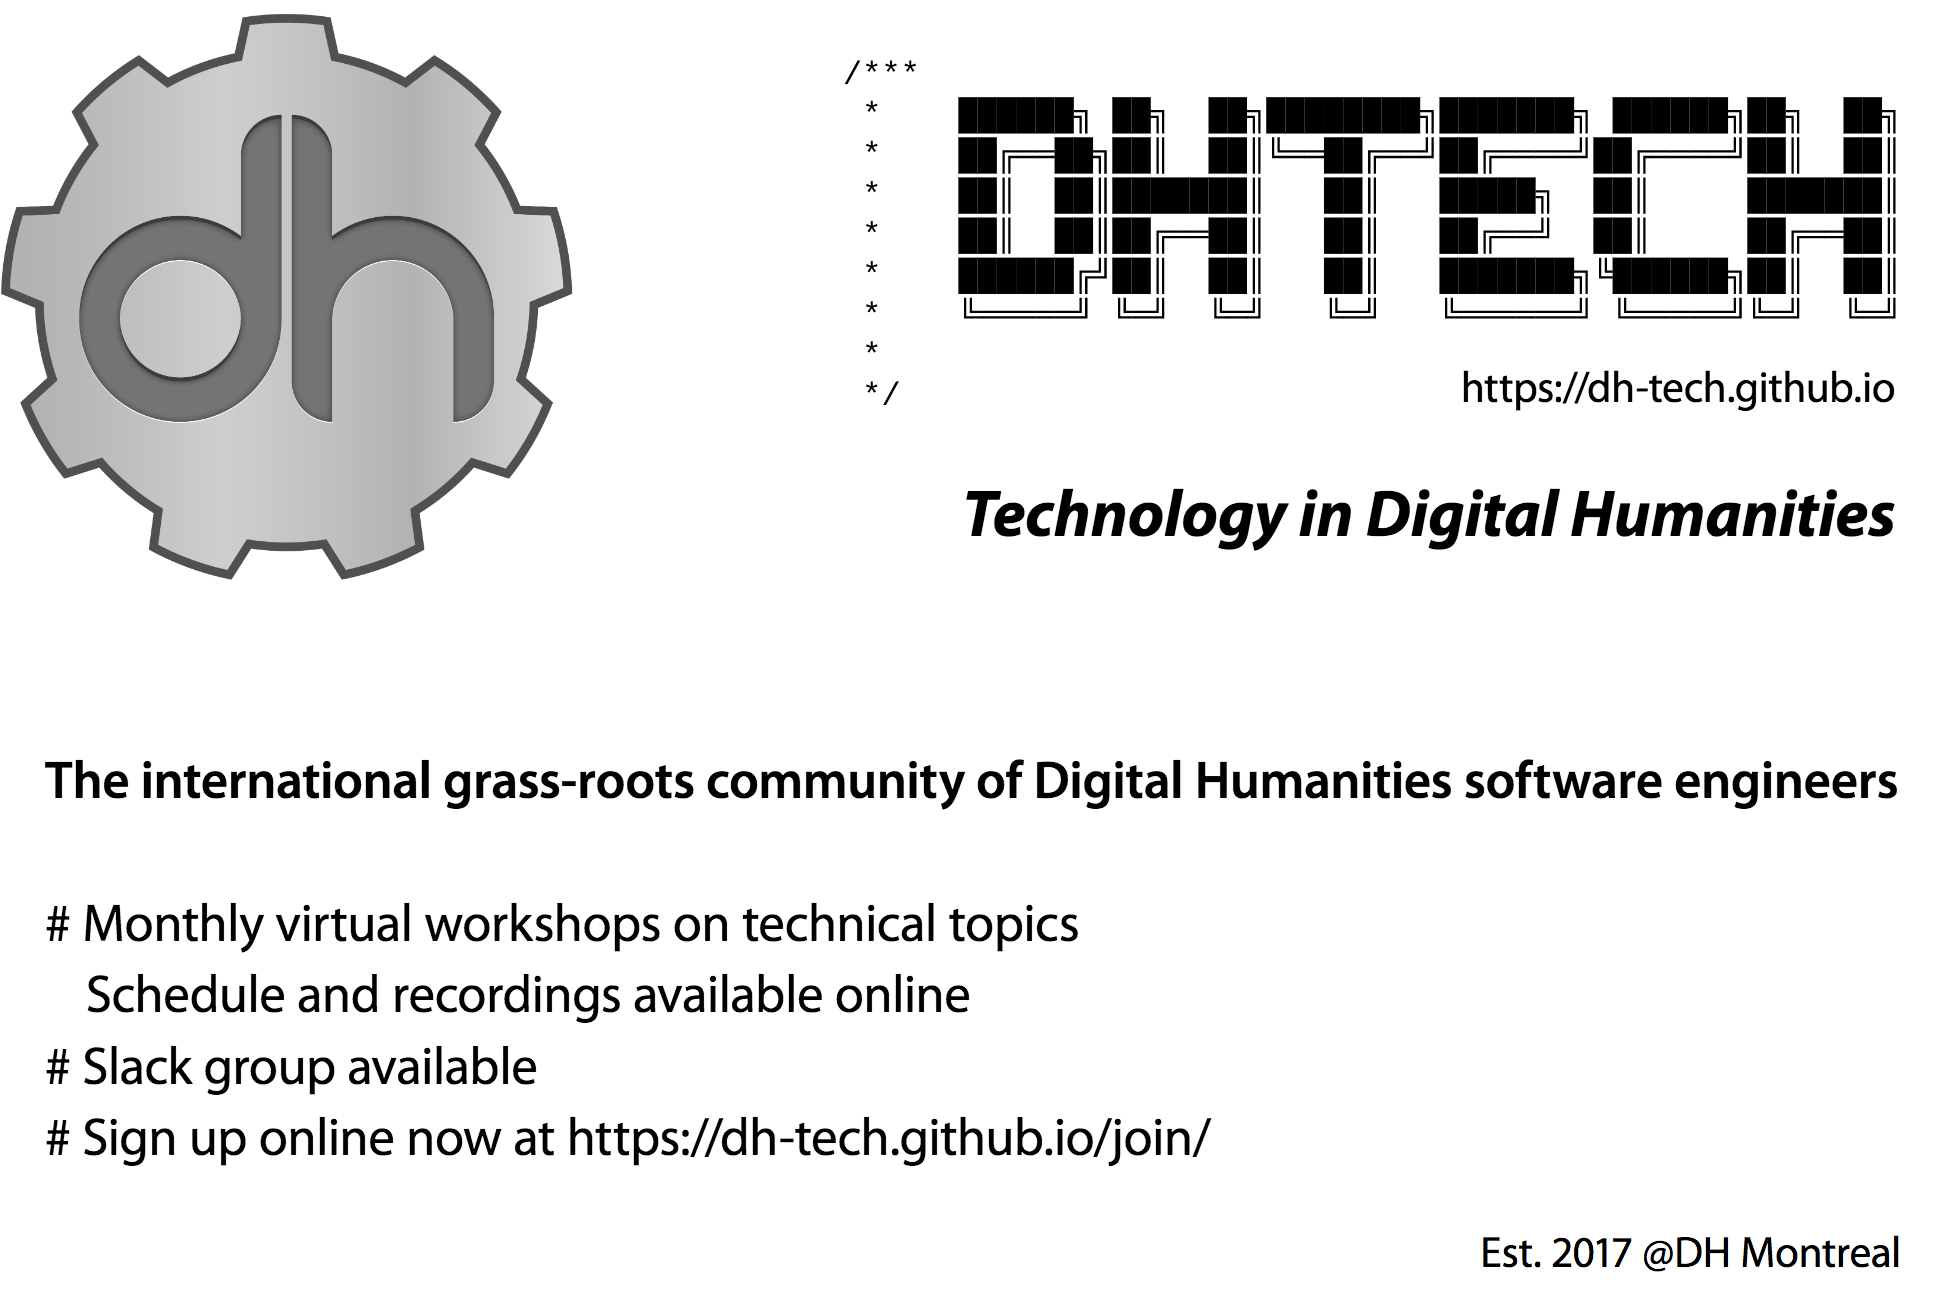 dh
/***
*
* DHTECH
*
*
*
*
*
*/
https://dh-tech.github.io
Technology in Digital Humanities
The international grass-roots community of Digital Humanities software engineers
# Monthly virtual workshops on technical topics
Schedule and recordings available online
# Slack group available
# Sign up online now at https://dh-tech.github.io/join/
Est. 2017 @DH Montreal